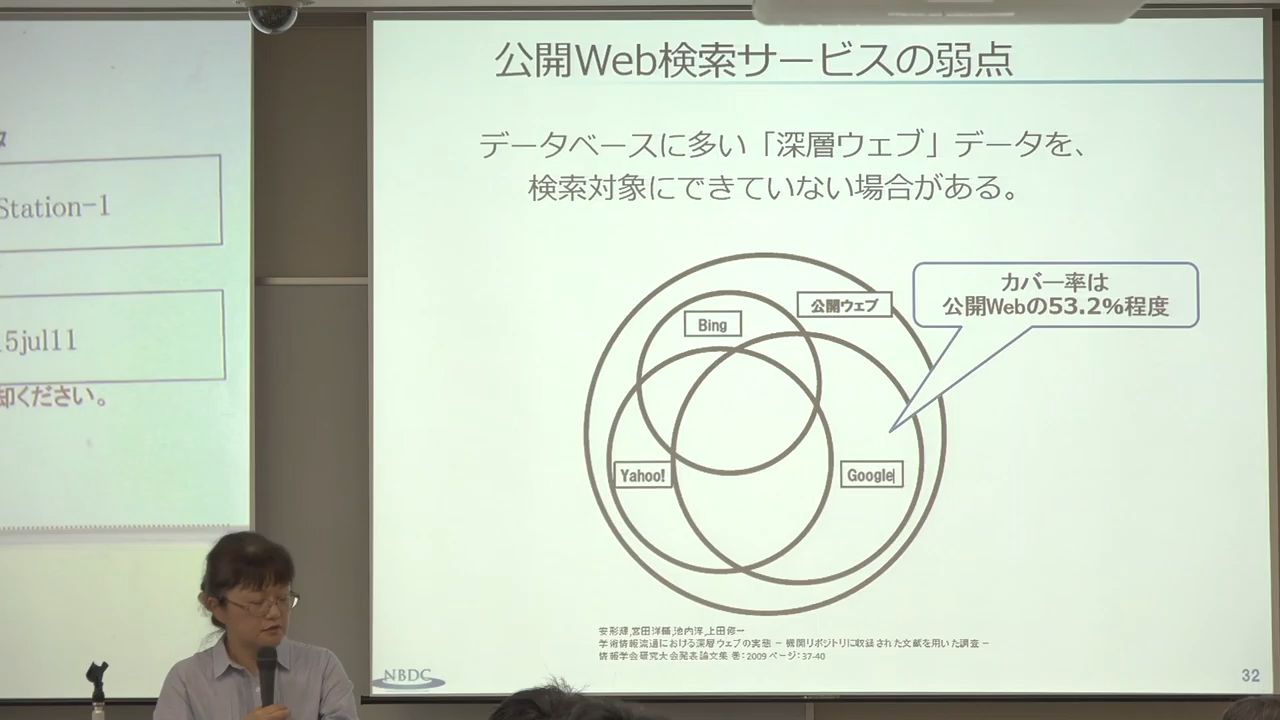 Station-1
5jul11
却ください。
公開Web検索サービスの弱点
データベースに多い「深層ウェブ」データを、
検索対象にできていない場合がある。
カバー率は
公開Webの53.2%程度
公開ウェブ
Bing
Yahoo!
Google
安形輝,宮田洋輔,池内淳,上田修一
学術情報流通における深層ウェブの実態 － 機関リポジトリに収録された文献を用いた調査 －
情報学会研究大会発表論文集 巻: 2009 ページ: 37-40
NBDC
32